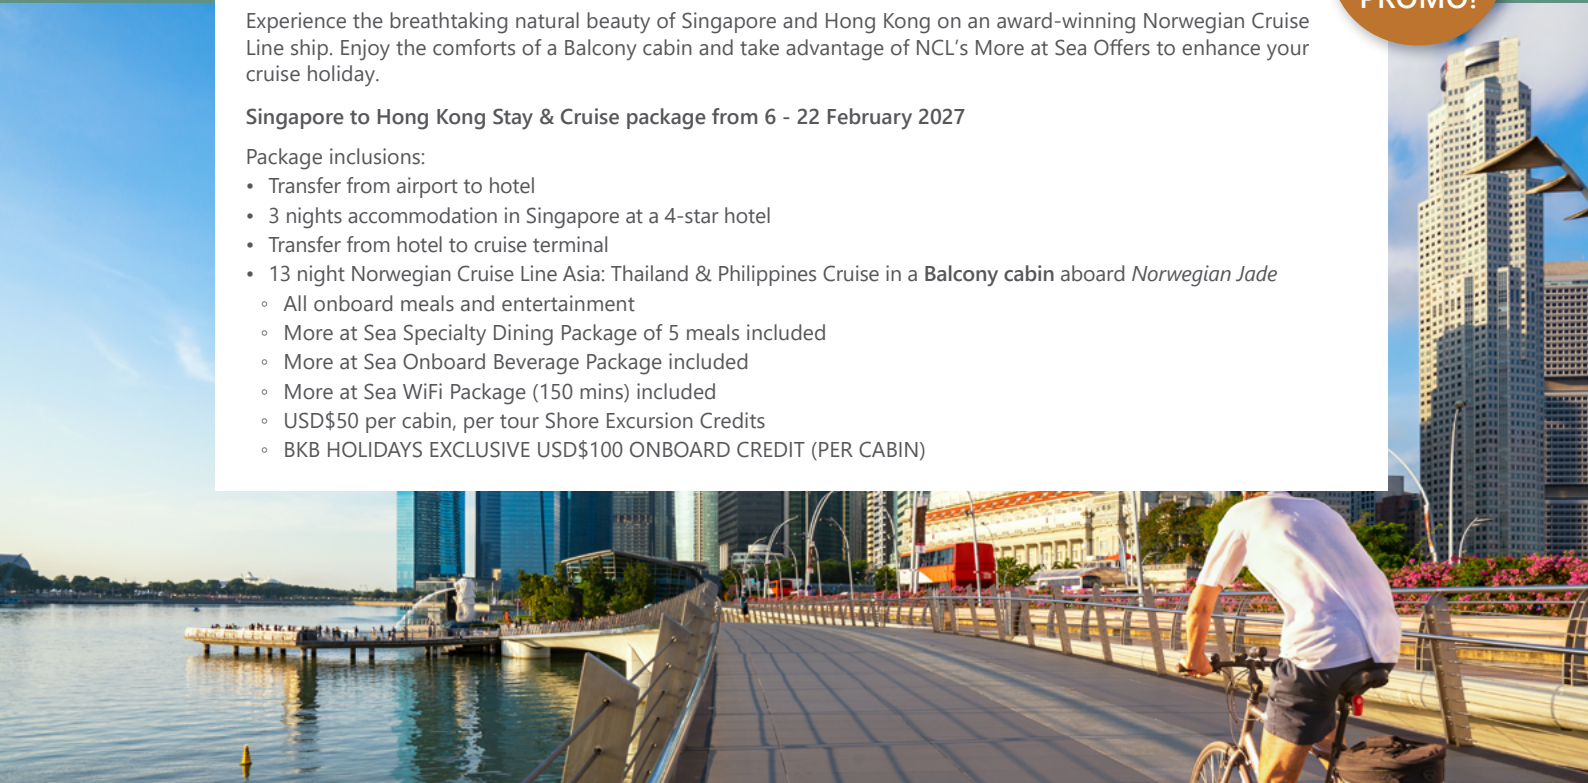 PROMO!
Experience the breathtaking natural beauty of Singapore and Hong Kong on an award-winning Norwegian Cruise
Line ship. Enjoy the comforts of a Balcony cabin and take advantage of NCL’s More at Sea Offers to enhance your
cruise holiday.
Singapore to Hong Kong Stay & Cruise package from 6 - 22 February 2027
Package inclusions:
• Transfer from airport to hotel
• 3 nights accommodation in Singapore at a 4-star hotel
• Transfer from hotel to cruise terminal
• 13 night Norwegian Cruise Line Asia: Thailand & Philippines Cruise in a Balcony cabin aboard Norwegian Jade
◦ All onboard meals and entertainment
◦ More at Sea Specialty Dining Package of 5 meals included
◦ More at Sea Onboard Beverage Package included
◦ More at Sea WiFi Package (150 mins) included
◦ USD$50 per cabin, per tour Shore Excursion Credits
◦ BKB HOLIDAYS EXCLUSIVE USD$100 ONBOARD CREDIT (PER CABIN)